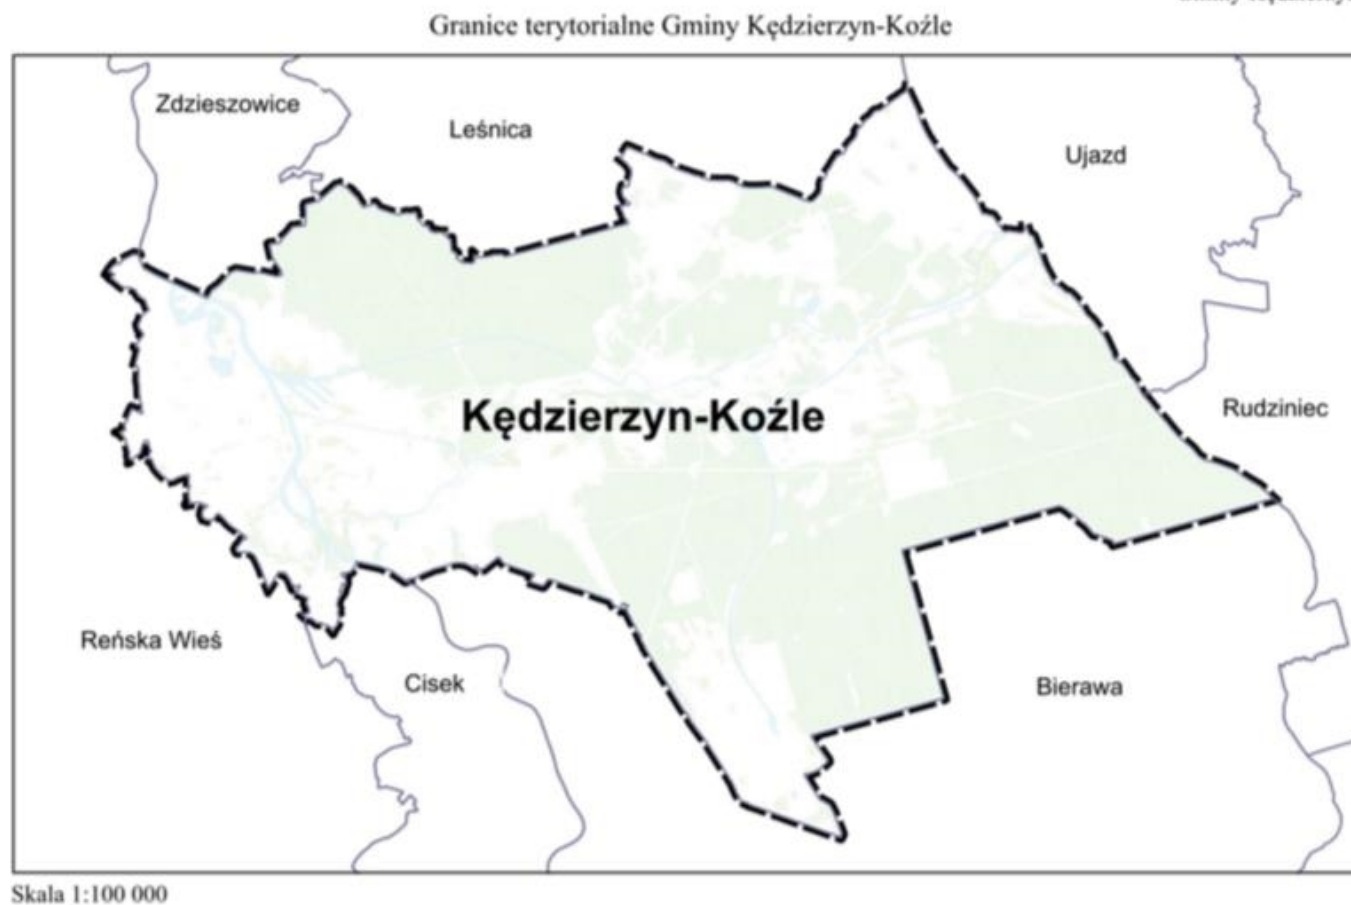 Granice terytorialne Gminy Kędzierzyn-Koźle
Zdzieszowice
Leśnica
Ujazd
Kędzierzyn-Koźle
Rudziniec
Reńska Wieś
Cisek
Bierawa
Skala 1:100 000